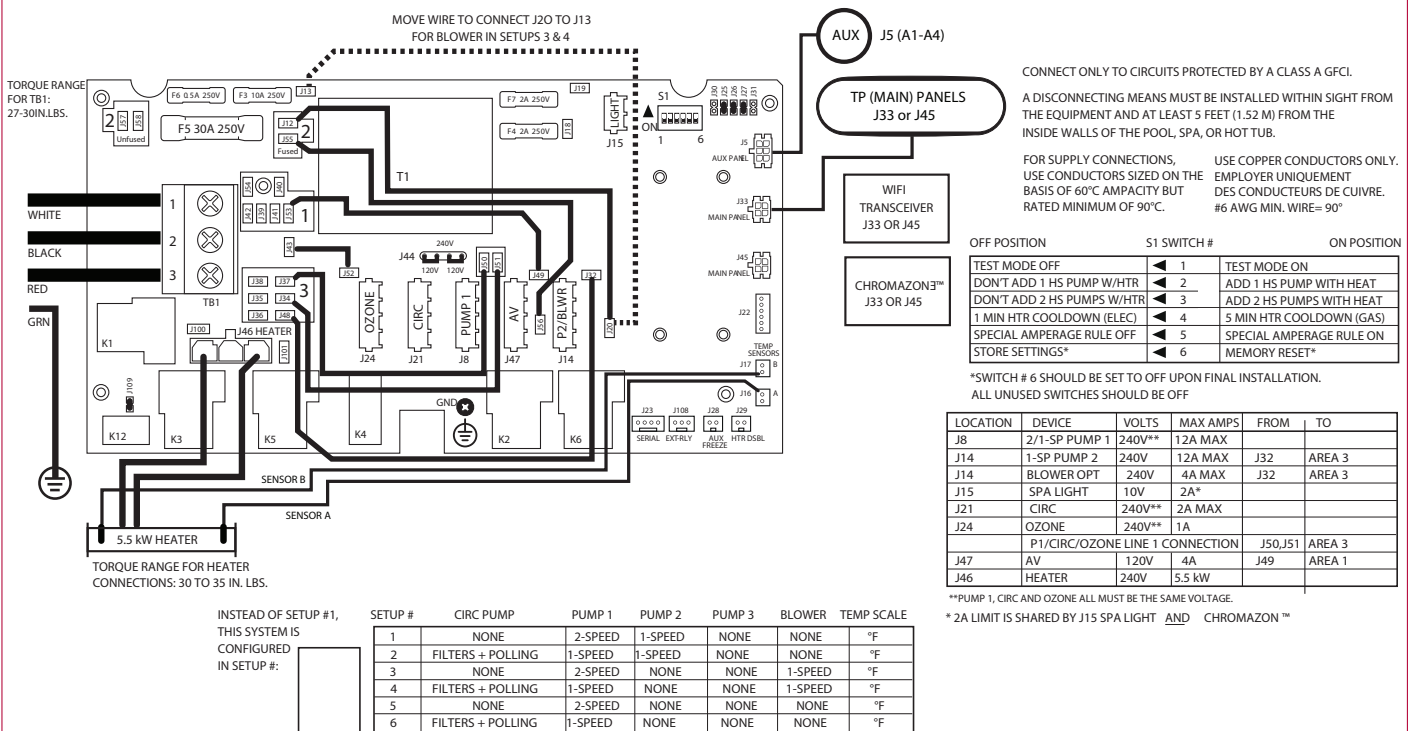 MOVE WIRE TO CONNECT J2O TO J13
FOR BLOWER IN SETUPS 3 & 4
AUX
J5 (A1-A4)
TORQUE RANGE
FOR TB1:
27-30IN.LBS.
TP (MAIN) PANELS
J33 or J45
CONNECT ONLY TO CIRCUITS PROTECTED BY A CLASS A GFCI.
A DISCONNECTING MEANS MUST BE INSTALLED WITHIN SIGHT FROM
THE EQUIPMENT AND AT LEAST 5 FEET (1.52 M) FROM THE
INSIDE WALLS OF THE POOL, SPA, OR HOT TUB.
FOR SUPPLY CONNECTIONS,
USE CONDUCTORS SIZED ON THE
BASIS OF 60°C AMPACITY BUT
RATED MINIMUM OF 90°C.
USE COPPER CONDUCTORS ONLY.
EMPLOYER UNIQUEMENT
DES CONDUCTEURS DE CUIVRE.
#6 AWG MIN. WIRE= 90°
F6 0.5A 250V
F3 10A 250V
J13
F5 30A 250V
2
J57
J58
Unfused
J12
J55
2
Fused
F7 2A 250V
F4 2A 250V
J19
J18
LIGHT
J15
S1
ON
1 6
J30
J25
J26
J27
J31
J5
AUX PANEL
J33
MAIN PANEL
J45
MAIN PANEL
J22
TEMP
SENSORS
J17 B
J16 A
T1
WHITE
BLACK
RED
GRN
1
2
3
TB1
J54
J40
J42
J39
J41
J53
1
J43
J38
J37
J35
J34
J36
J48
3
J52
J44
240V
120V 120V
J50
J51
J49
J32
J56
J20
OZONE
J24
CIRC
J21
PUMP 1
J8
AV
J47
P2/BLWR
J14
J100
J46 HEATER
J101
K1
J109
K12
K3
K5
K4
GND
K2
K6
J23
SERIAL
J108
EXT-RLY
J28
AUX
FREEZE
J29
HTR DSBL
SENSOR B
SENSOR A
5.5 kW HEATER
TORQUE RANGE FOR HEATER
CONNECTIONS: 30 TO 35 IN. LBS.
WIFI
TRANSCEIVER
J33 OR J45
CHROMAZON3™
J33 OR J45
OFF POSITION S1 SWITCH # ON POSITION
TEST MODE OFF ◄ 1 TEST MODE ON
DON'T ADD 1 HS PUMP W/HTR ◄ 2 ADD 1 HS PUMP WITH HEAT
DON'T ADD 2 HS PUMPS W/HTR ◄ 3 ADD 2 HS PUMPS WITH HEAT
1 MIN HTR COOLDOWN (ELEC) ◄ 4 5 MIN HTR COOLDOWN (GAS)
SPECIAL AMPERAGE RULE OFF ◄ 5 SPECIAL AMPERAGE RULE ON
STORE SETTINGS* ◄ 6 MEMORY RESET*
*SWITCH # 6 SHOULD BE SET TO OFF UPON FINAL INSTALLATION.
ALL UNUSED SWITCHES SHOULD BE OFF
LOCATION DEVICE VOLTS MAX AMPS FROM TO
J8 2/1-SP PUMP 1 240V** 12A MAX
J14 1-SP PUMP 2 240V 12A MAX J32 AREA 3
J14 BLOWER OPT 240V 4A MAX J32 AREA 3
J15 SPA LIGHT 10V 2A*
J21 CIRC 240V** 2A MAX
J24 OZONE 240V** 1A
P1/CIRC/OZONE LINE 1 CONNECTION J50,J51 AREA 3
J47 AV 120V 4A J49 AREA 1
J46 HEATER 240V 5.5 kW
**PUMP 1, CIRC AND OZONE ALL MUST BE THE SAME VOLTAGE.
* 2A LIMIT IS SHARED BY J15 SPA LIGHT AND CHROMAZON ™
INSTEAD OF SETUP #1,
THIS SYSTEM IS
CONFIGURED
IN SETUP #:
SETUP # CIRC PUMP PUMP 1 PUMP 2 PUMP 3 BLOWER TEMP SCALE
1 NONE 2-SPEED 1-SPEED NONE NONE °F
2 FILTERS + POLLING 1-SPEED 1-SPEED NONE NONE °F
3 NONE 2-SPEED NONE NONE 1-SPEED °F
4 FILTERS + POLLING 1-SPEED NONE NONE 1-SPEED °F
5 NONE 2-SPEED NONE NONE NONE °F
6 FILTERS + POLLING 1-SPEED NONE NONE NONE °F